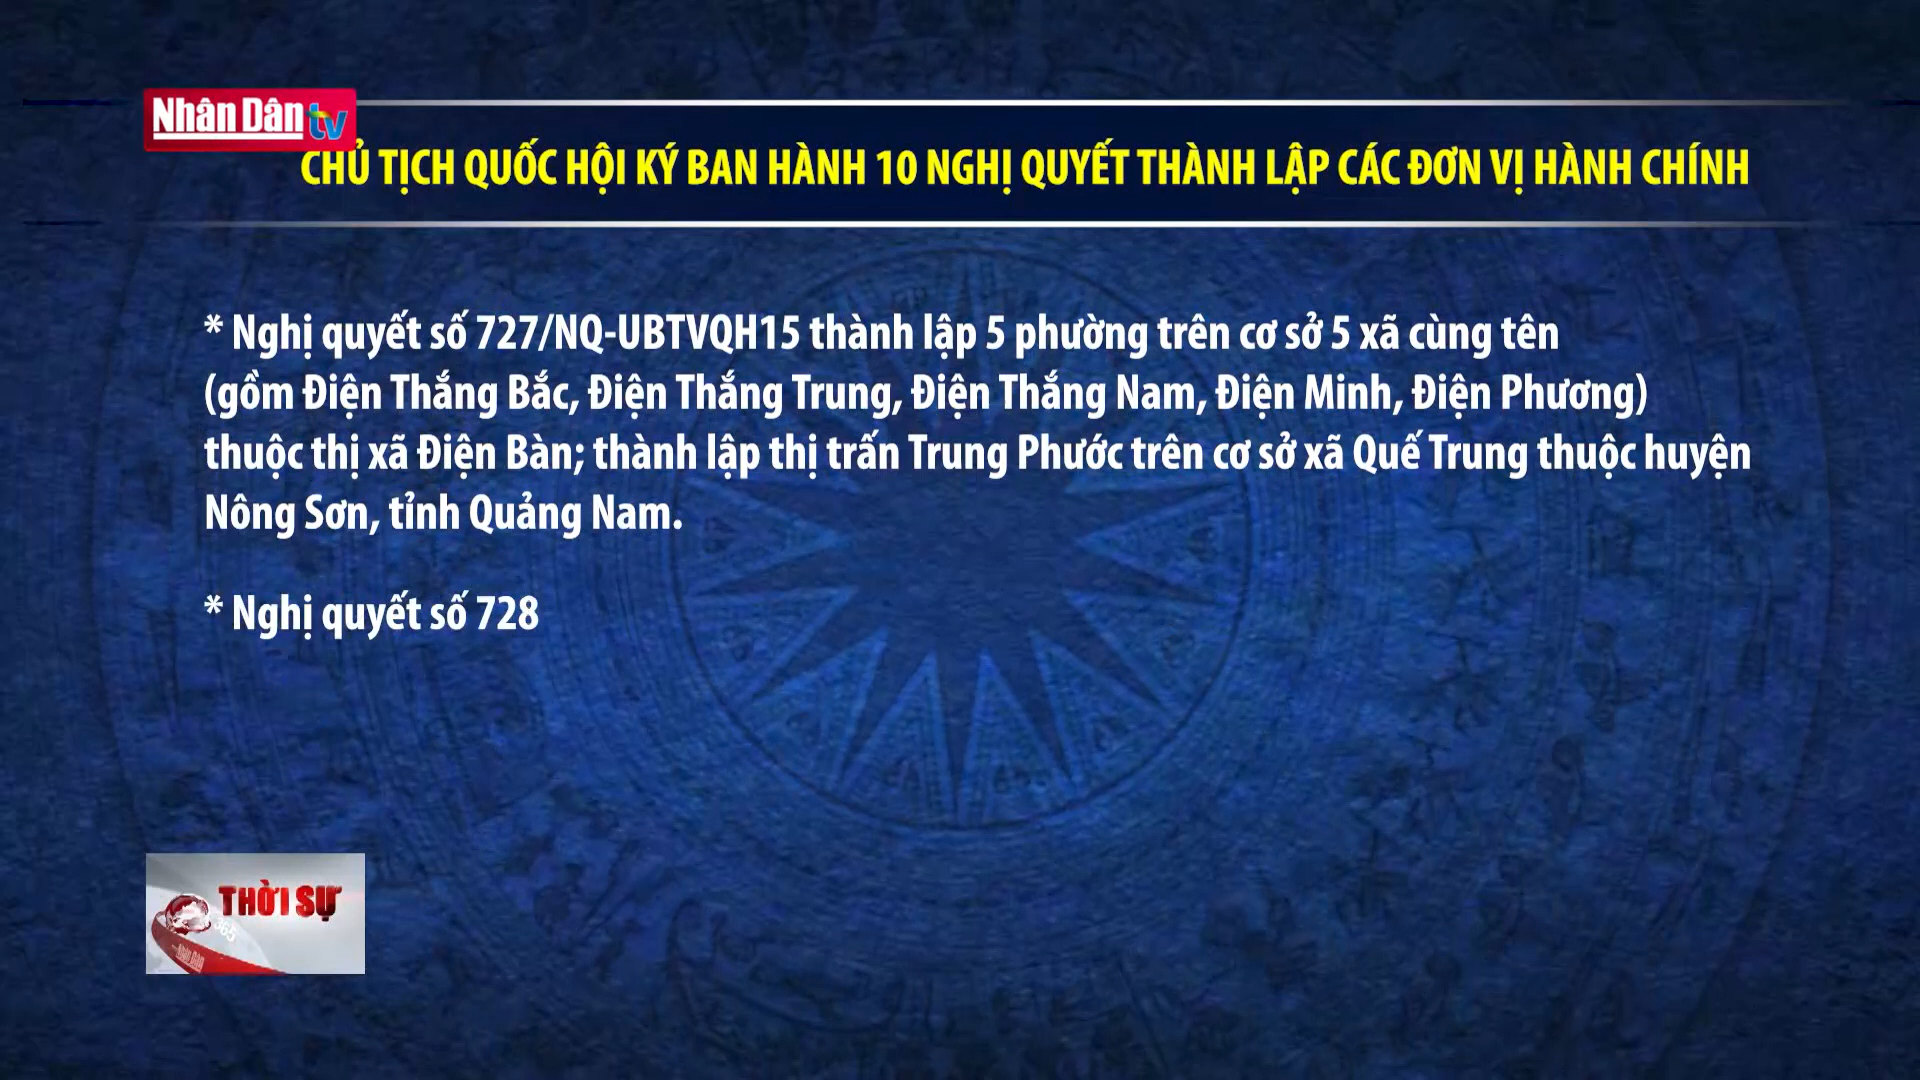 Nhân Dân tv
CHỦ TỊCH QUỐC HỘI KÝ BAN HÀNH 10 NGHỊ QUYẾT THÀNH LẬP CÁC ĐƠN VỊ HÀNH CHÍNH
* Nghị quyết số 727/NQ-UBTVQH15 thành lập 5 phường trên cơ sở 5 xã cùng tên
(gồm Điện Thắng Bắc, Điện Thắng Trung, Điện Thắng Nam, Điện Minh, Điện Phương)
thuộc thị xã Điện Bàn; thành lập thị trấn Trung Phước trên cơ sở xã Quế Trung thuộc huyện
Nông Sơn, tỉnh Quảng Nam.
* Nghị quyết số 728
THỜI SỰ
365
NHÂN DÂN